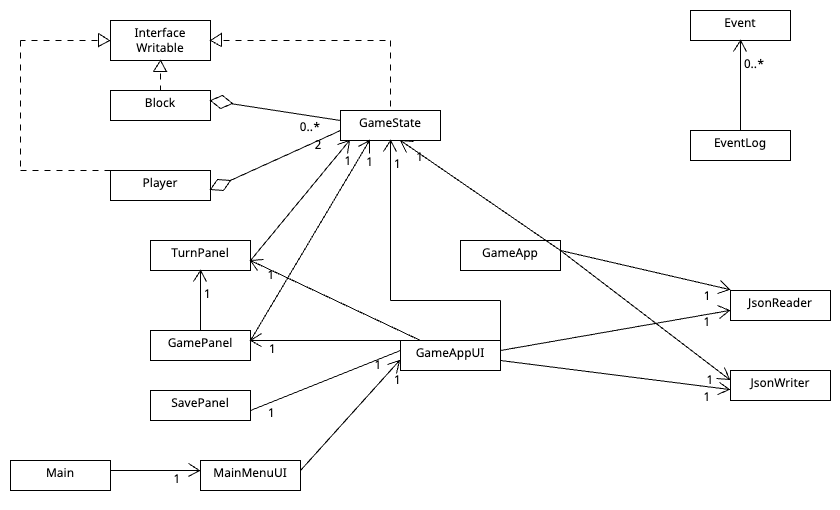 Interface
Writable
Event
0..*
Block
0..*
GameState
2
EventLog
1
1
1
1
Player
TurnPanel
1
GameApp
1
1
JsonReader
1
GamePanel
1
GameAppUI
1
1
1
JsonWriter
1
SavePanel
1
Main
1
MainMenuUI